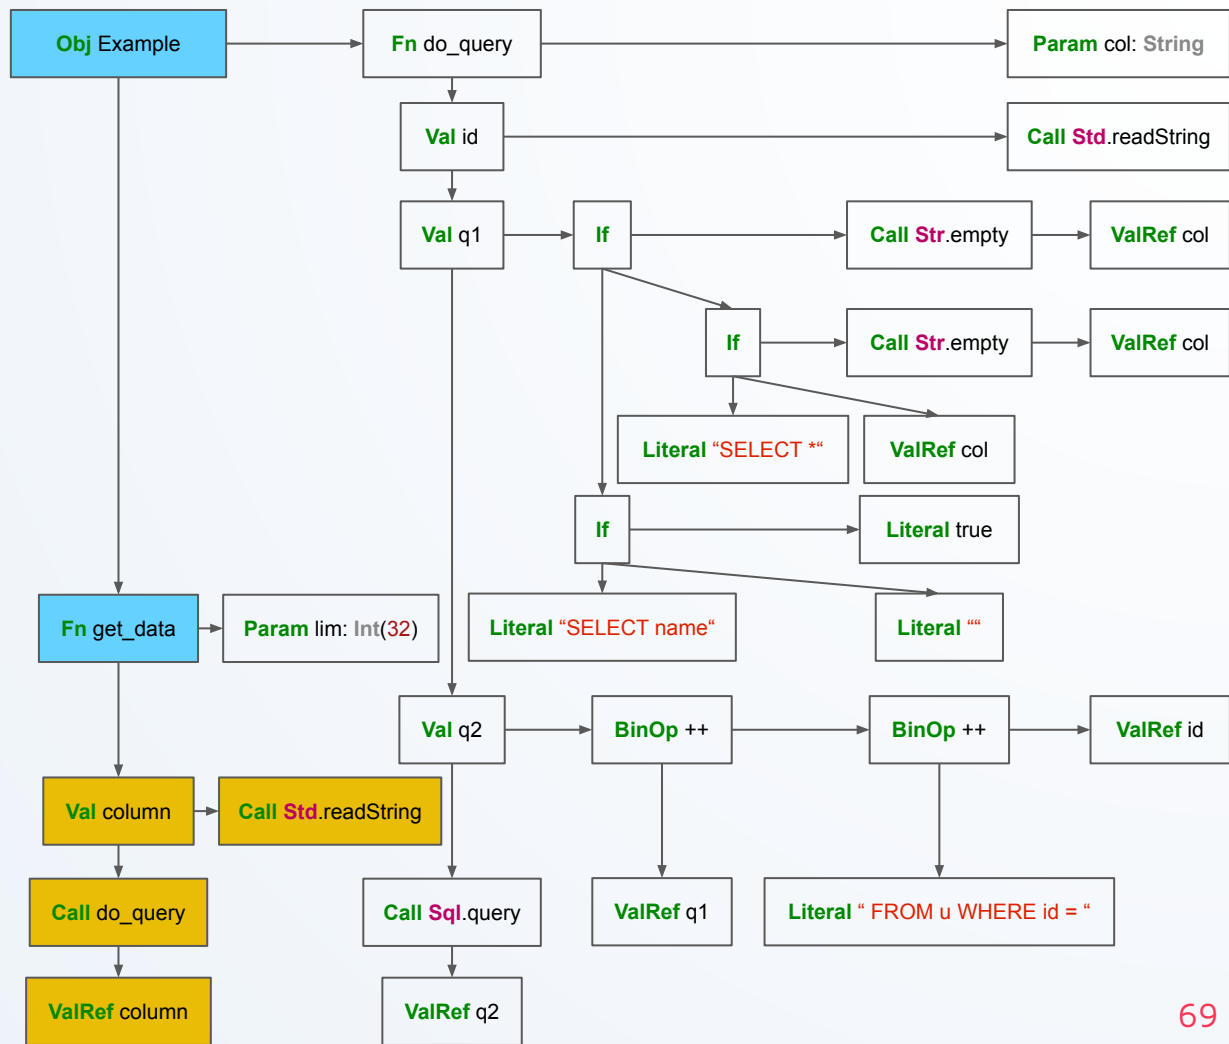 Obj Example
Fn do_query
Param col: String
Val id
Call Std.readString
Val q1
If
Call Str.empty
ValRef col
If
Call Str.empty
ValRef col
Literal “SELECT *“
ValRef col
If
Literal true
Fn get_data
Param lim: Int(32)
Literal “SELECT name“
Literal ““
Val q2
BinOp ++
BinOp ++
ValRef id
Val column
Call Std.readString
Call do_query
Call Sql.query
ValRef q1
Literal “ FROM u WHERE id = “
ValRef column
ValRef q2
69